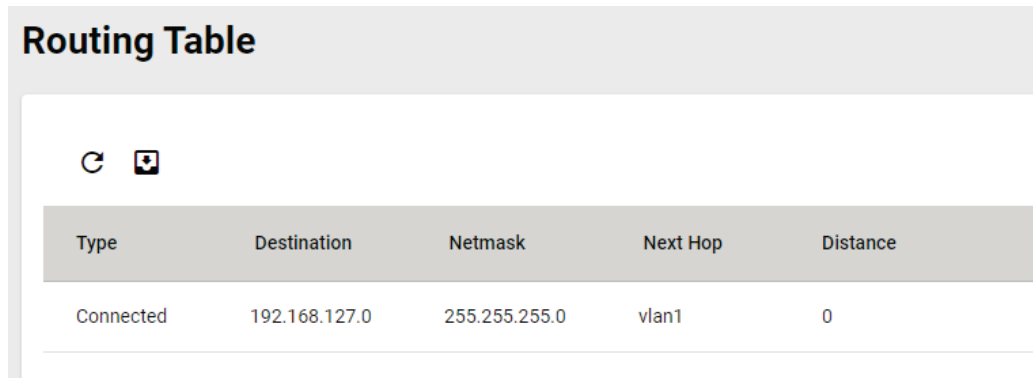 Routing Table
Type Destination Netmask Next Hop Distance
Connected 192.168.127.0 255.255.255.0 vlan1 0